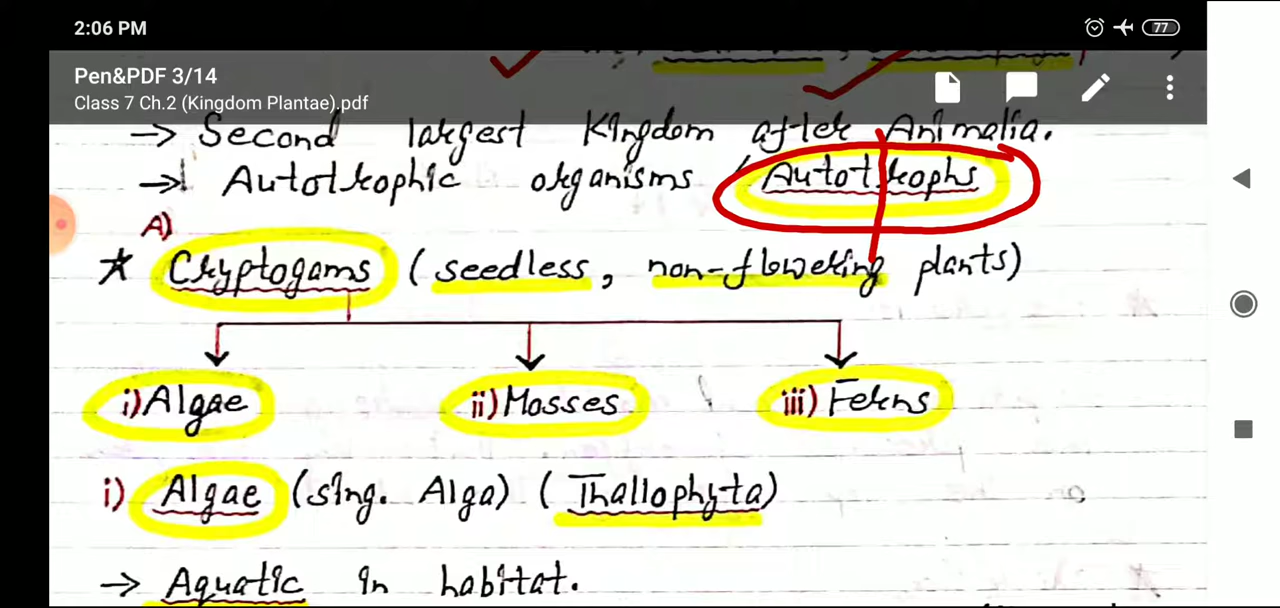 2:06 PM
77
Pen&PDF 3/14
Class 7 Ch.2 (Kingdom Plantae).pdf
→ Second largest Kingdom after Animalia.
→ Autotrophic organisms (Autotrophs
A)
* Cryptogams (seedless, non-flowering plants)
i) Algae ii) Mosses iii) Ferns
i) Algae (sing. Alga) (Thallophyta)
→ Aquatic in habitat.